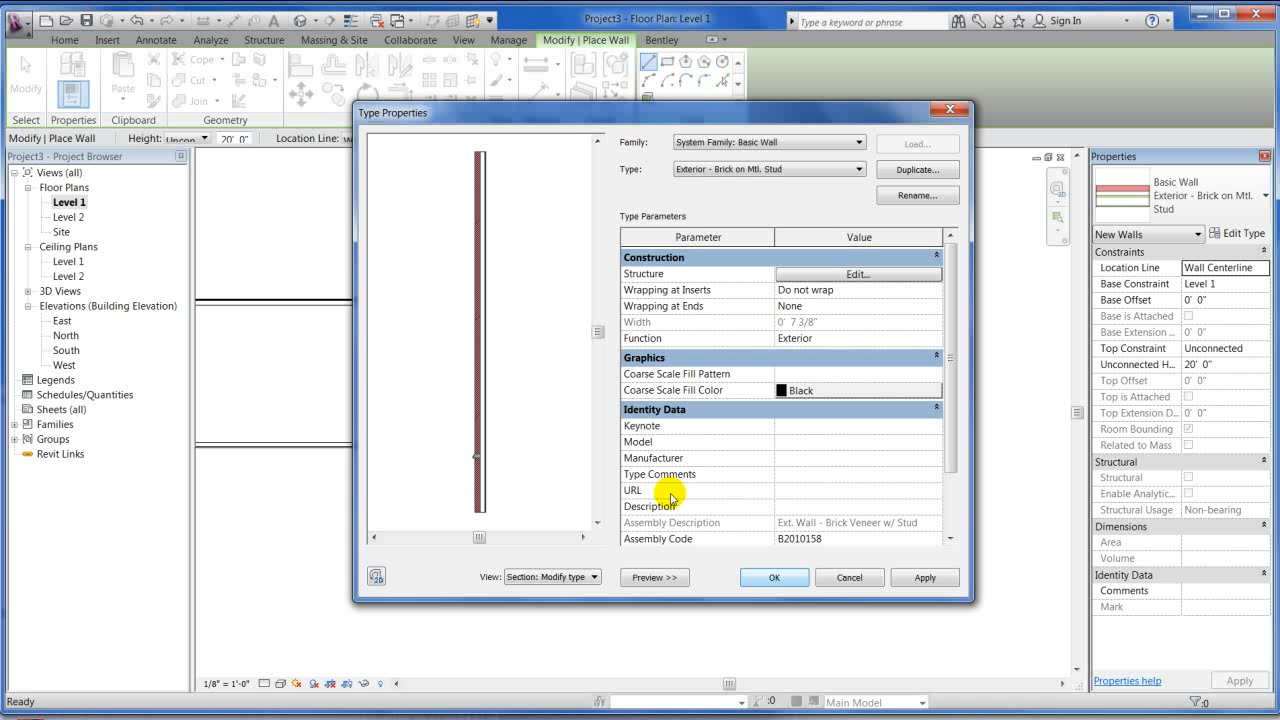 Project3 - Floor Plan: Level 1
Type a keyword or phrase
Sign In
Home Insert Annotate Analyze Structure Massing & Site Collaborate View Manage Modify | Place Wall Bentley
Modify
Paste
Cope
Cut
Join
Select Properties Clipboard Geometry
Modify | Place Wall Height: Uncon 20' 0" Location Line:
Project3 - Project Browser
Views (all)
Floor Plans
Level 1
Level 2
Site
Ceiling Plans
Level 1
Level 2
3D Views
Elevations (Building Elevation)
East
North
South
West
Legends
Schedules/Quantities
Sheets (all)
Families
Groups
Revit Links
Type Properties
Family: System Family: Basic Wall Load...
Type: Exterior - Brick on Mtl. Stud Duplicate...
Rename...
Type Parameters
Parameter Value
Construction
Structure Edit...
Wrapping at Inserts Do not wrap
Wrapping at Ends None
Width 0' 7 3/8"
Function Exterior
Graphics
Coarse Scale Fill Pattern
Coarse Scale Fill Color Black
Identity Data
Keynote
Model
Manufacturer
Type Comments
URL
Description
Assembly Description Ext. Wall - Brick Veneer w/ Stud
Assembly Code B2010158
View: Section: Modify type Preview >> OK Cancel Apply
Properties
Basic Wall
Exterior - Brick on Mtl.
Stud
New Walls Edit Type
Constraints
Location Line Wall Centerline
Base Constraint Level 1
Base Offset 0' 0"
Base is Attached
Base Extension ...
0' 0"
Top Constraint Unconnected
Unconnected H... 20' 0"
Top Offset 0' 0"
Top is Attached
Top Extension D... 0' 0"
Room Bounding
Related to Mass
Structural
Structural
Enable Analytic...
Structural Usage Non-bearing
Dimensions
Area
Volume
Identity Data
Comments
Mark
Properties help Apply
1/8" = 1'-0"
Ready :0 Main Model :0